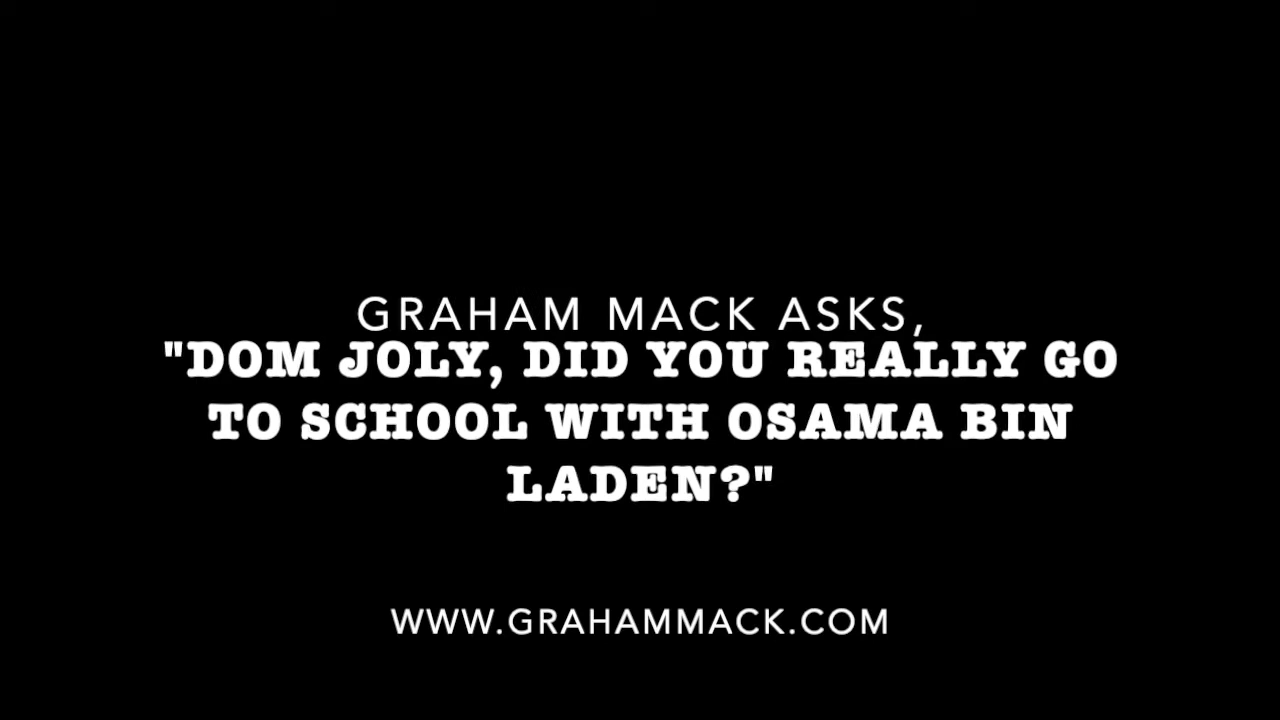 GRAHAM MACK ASKS,
"DOM JOLY, DID YOU REALLY GO
TO SCHOOL WITH OSAMA BIN
LADEN?"
WWW.GRAHAMMACK.COM